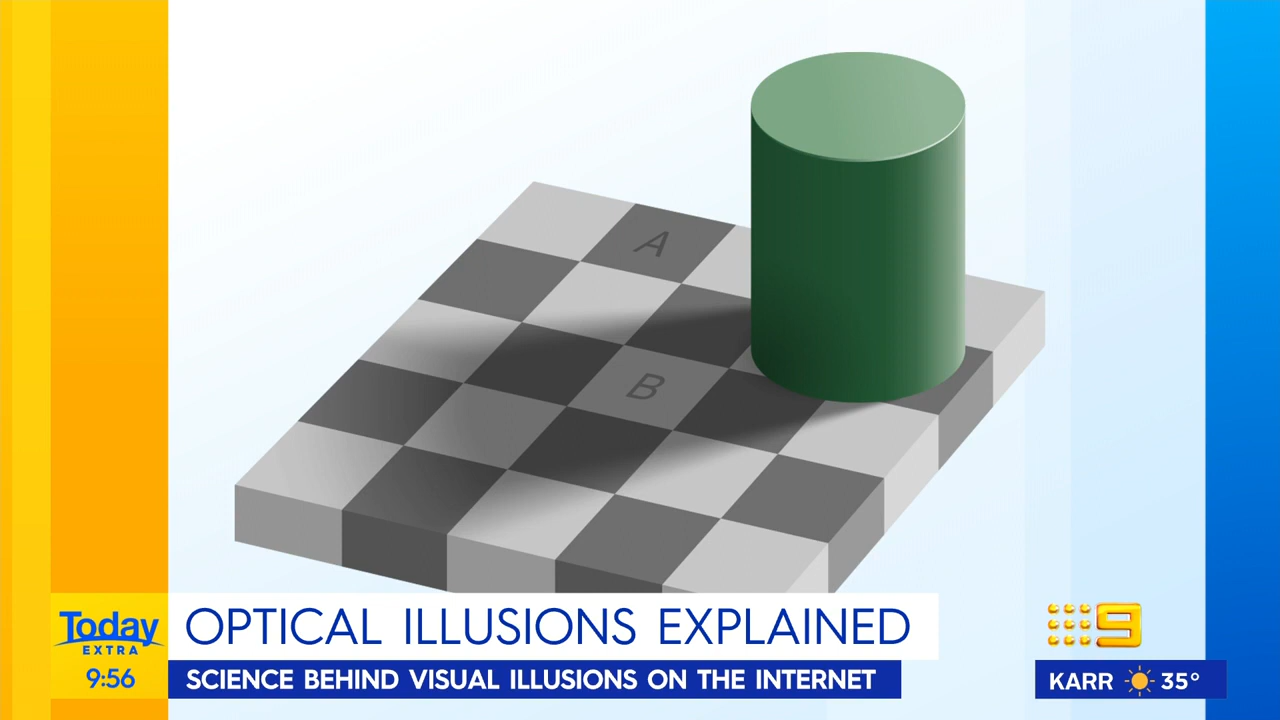 A
B
Today
EXTRA
9:56
OPTICAL ILLUSIONS EXPLAINED
SCIENCE BEHIND VISUAL ILLUSIONS ON THE INTERNET
9
KARR 35°